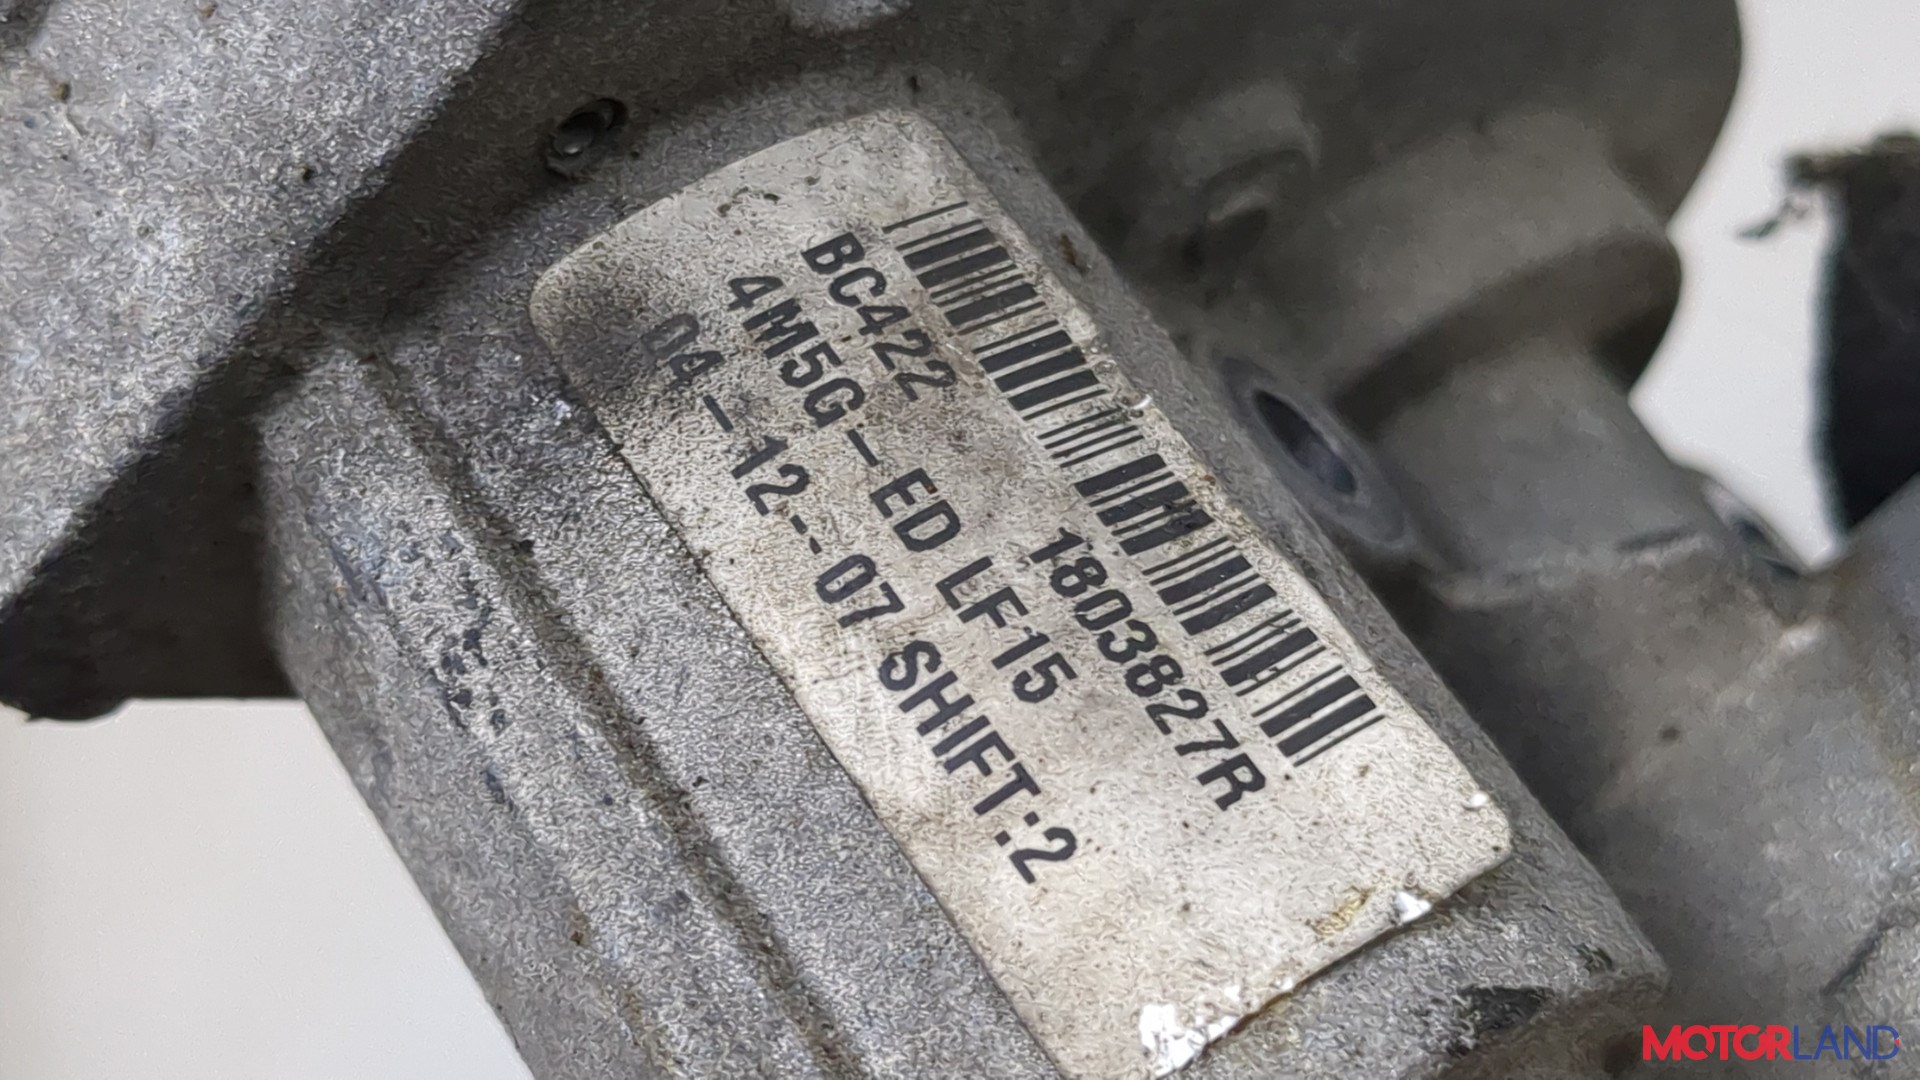 BC422 1803827R
4M5G-ED LF15
04-12-07 SHIFT:2
MOTORLAND